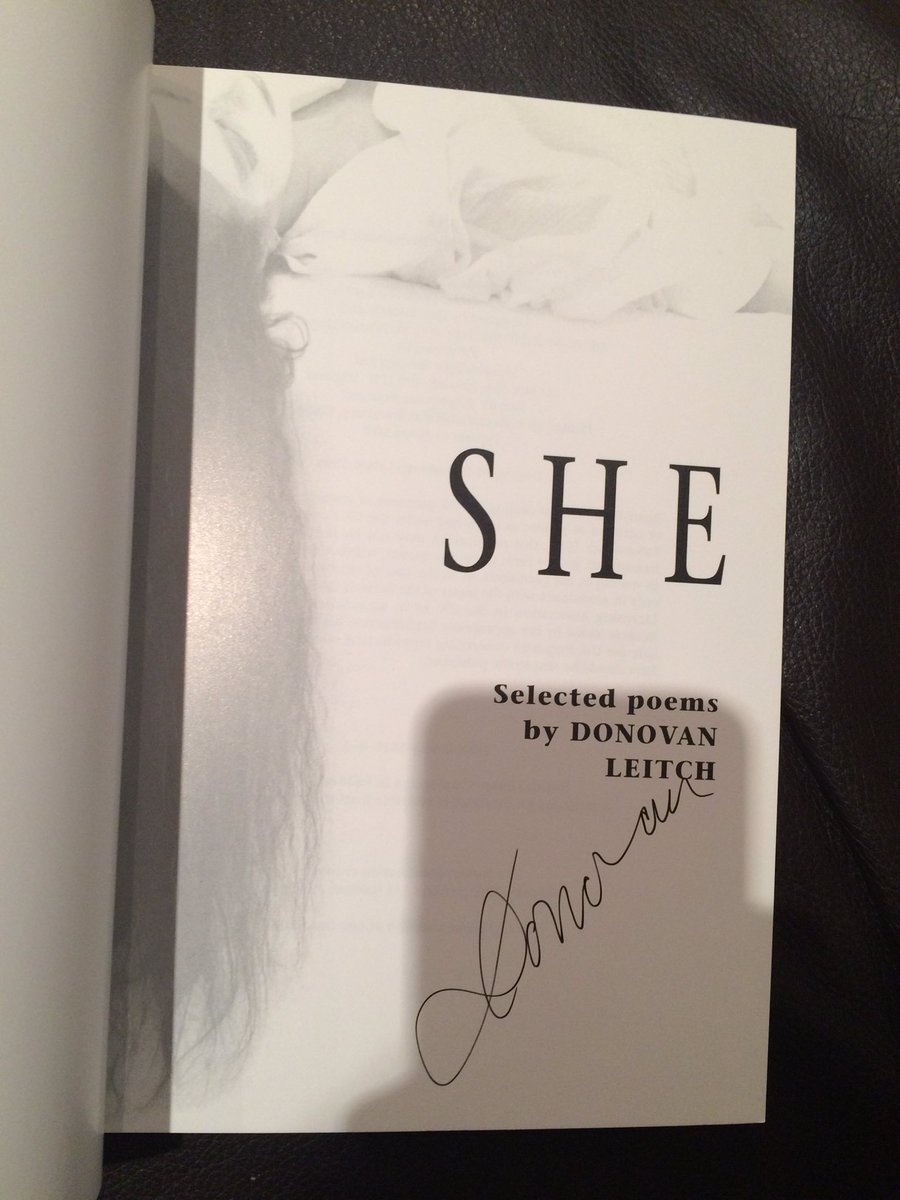 SHE
Selected poems
by DONOVAN
LEITCH
Donovan